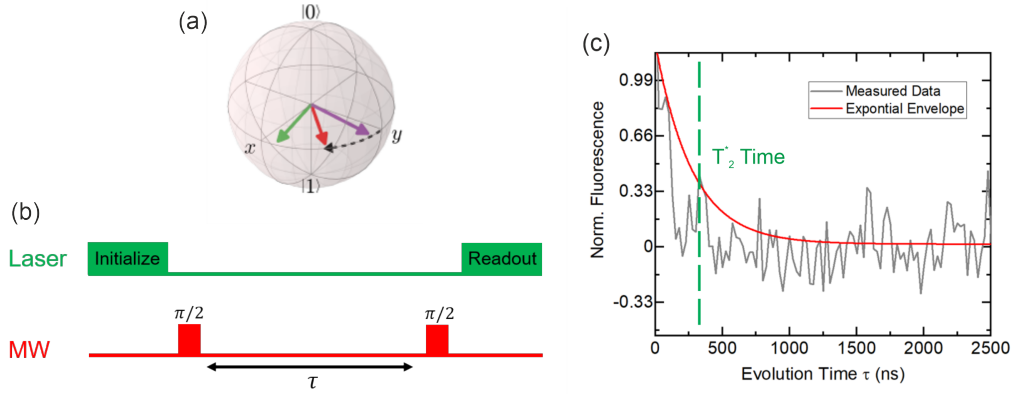 (a)
|0⟩
x
y
|1⟩
(b)
Laser
Initialize
Readout
π/2
π/2
MW
τ
(c)
Norm. Fluorescence
0.99
0.66
0.33
0
-0.33
Measured Data
Expontial Envelope
T*2 Time
0
500
1000
1500
2000
2500
Evolution Time τ (ns)